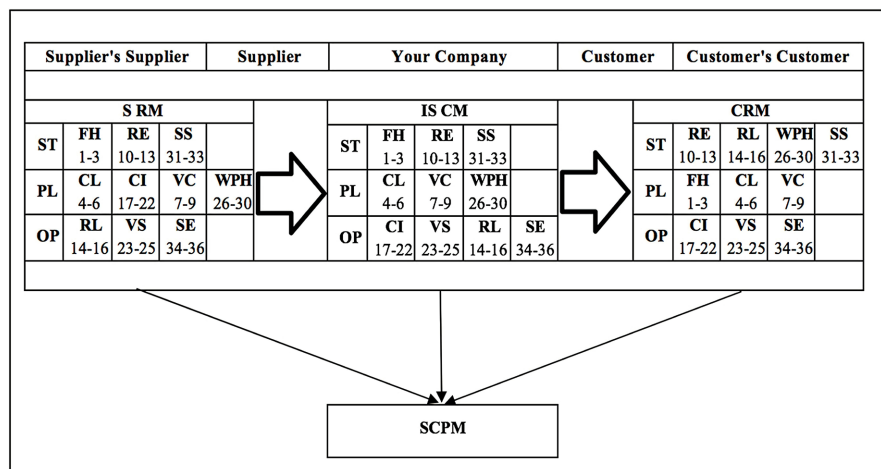 Supplier's Supplier Supplier Your Company Customer Customer's Customer
S RM IS CM CRM
ST FH RE SS
1-3 10-13 31-33
PL CL CI VC WPH
4-6 17-22 7-9 26-30
OP RL VS SE
14-16 23-25 34-36
ST FH RE SS
1-3 10-13 31-33
PL CL VC WPH
4-6 7-9 26-30
OP CI VS RL SE
17-22 23-25 14-16 34-36
ST RE RL WPH SS
10-13 14-16 26-30 31-33
PL FH CL VC
1-3 4-6 7-9
OP CI VS SE
17-22 23-25 34-36
SCPM